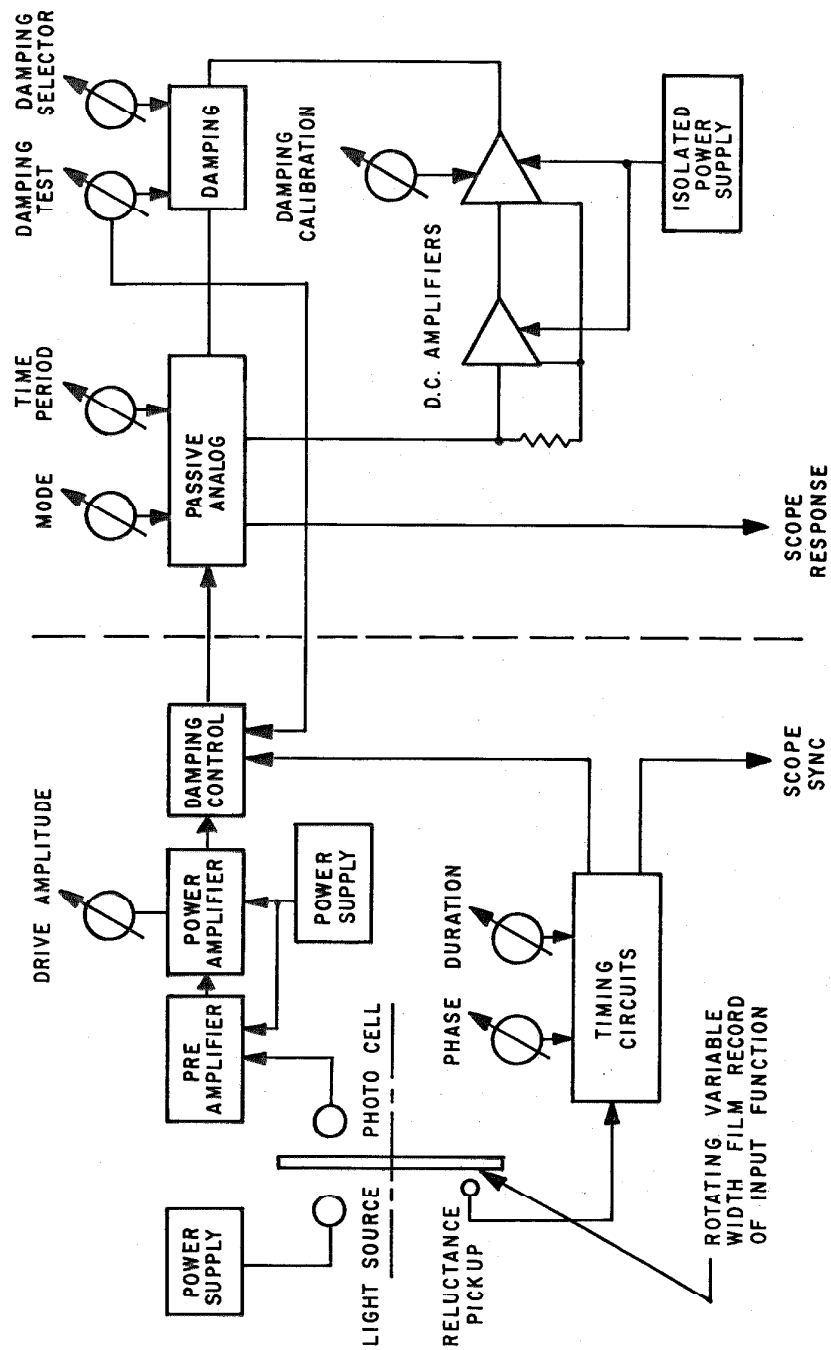 POWER
SUPPLY
LIGHT SOURCE
PHOTO CELL
RELUCTANCE
PICKUP
ROTATING VARIABLE
WIDTH FILM RECORD
OF INPUT FUNCTION
PRE
AMPLIFIER
DRIVE AMPLITUDE
POWER
AMPLIFIER
POWER
SUPPLY
DAMPING
CONTROL
PHASE
DURATION
TIMING
CIRCUITS
SCOPE
SYNC
MODE
TIME
PERIOD
PASSIVE
ANALOG
SCOPE
RESPONSE
DAMPING
TEST
DAMPING
SELECTOR
DAMPING
DAMPING
CALIBRATION
D.C. AMPLIFIERS
ISOLATED
POWER
SUPPLY